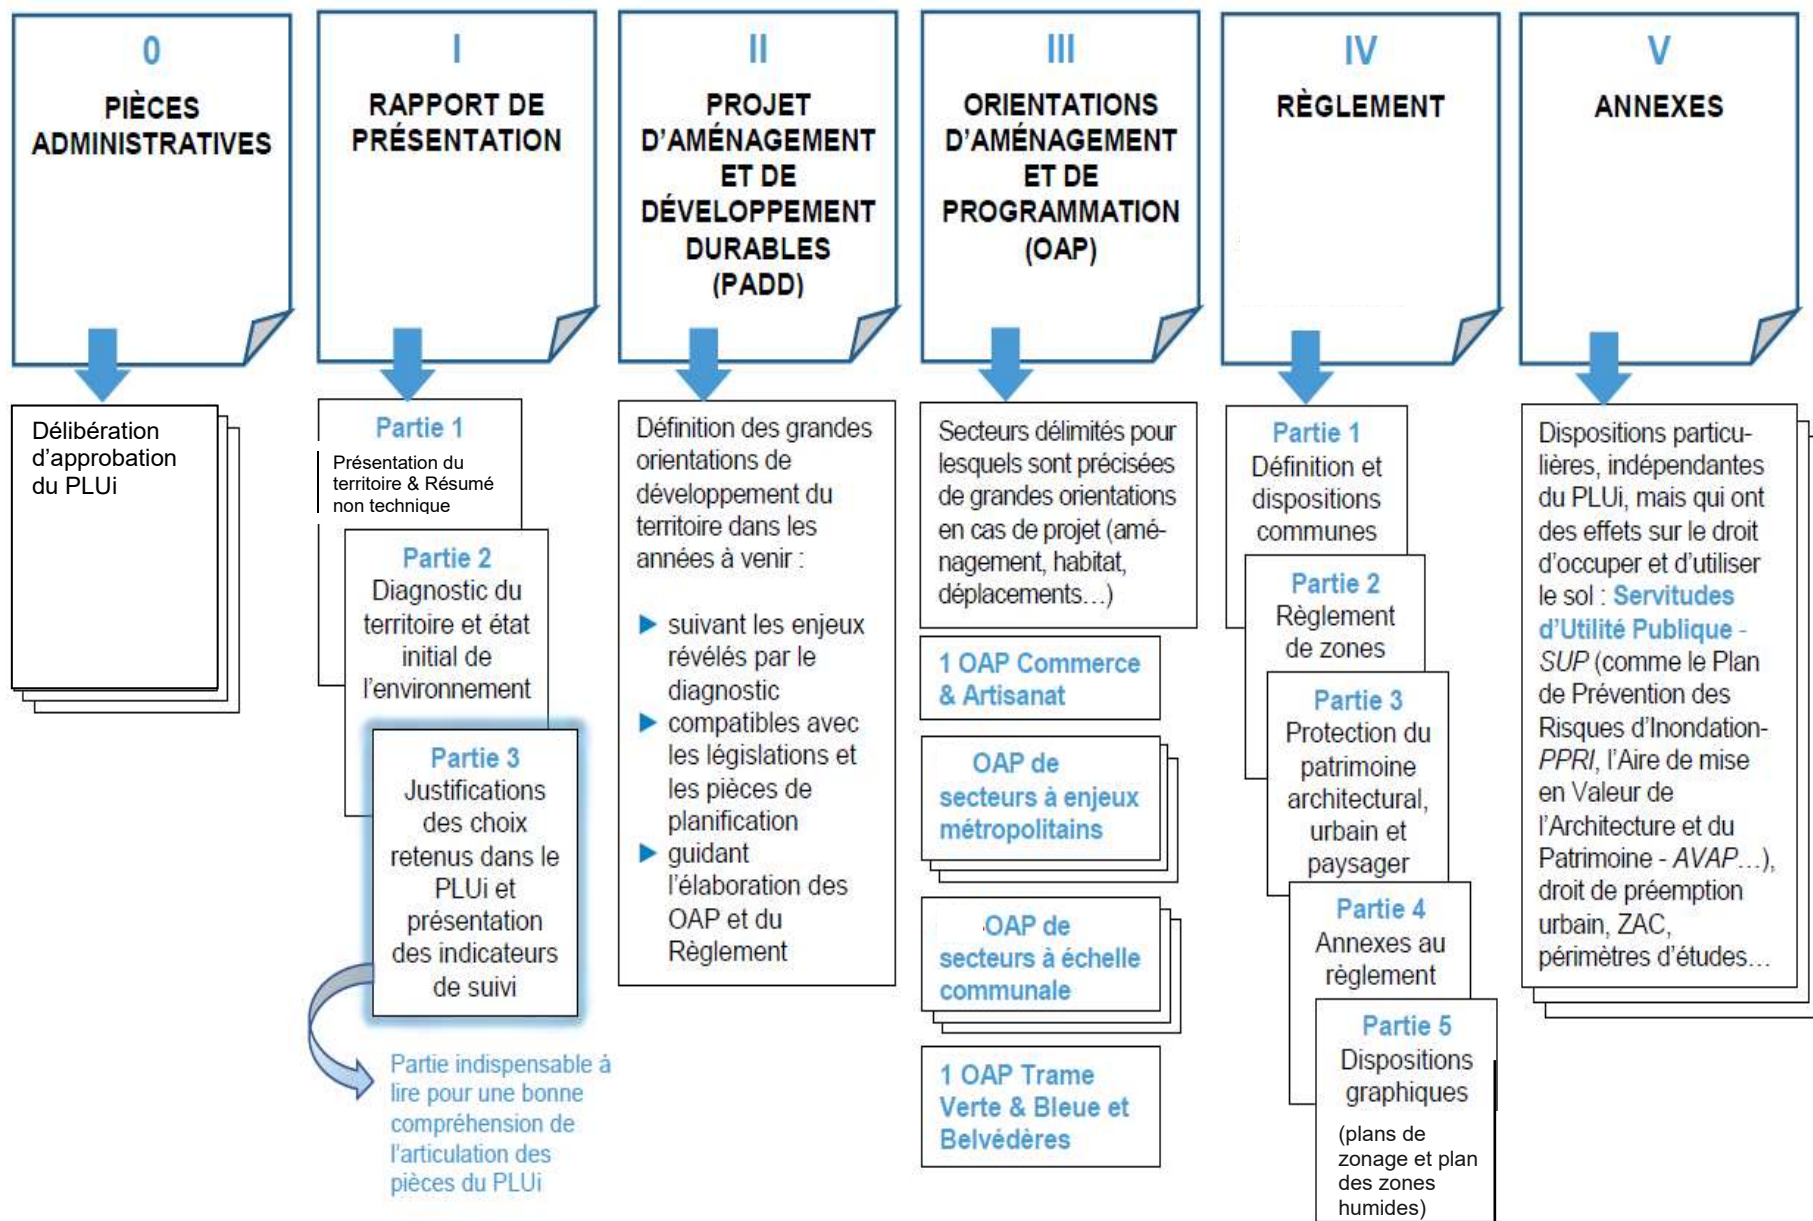 0
PIÈCES
ADMINISTRATIVES
Délibération
d’approbation
du PLUi
I
RAPPORT DE
PRÉSENTATION
Partie 1
Présentation du
territoire & Résumé
non technique
Partie 2
Diagnostic du
territoire et état
initial de
l’environnement
Partie 3
Justifications
des choix
retenus dans le
PLUi et
présentation
des indicateurs
de suivi
Partie indispensable à
lire pour une bonne
compréhension de
l’articulation des
pièces du PLUi
II
PROJET
D’AMÉNAGEMENT
ET DE
DÉVELOPPEMENT
DURABLES
(PADD)
Définition des grandes
orientations de
développement du
territoire dans les
années à venir :
suivant les enjeux
révélés par le
diagnostic
compatibles avec
les législations et
les pièces de
planification
guidant
l’élaboration des
OAP et du
Règlement
III
ORIENTATIONS
D’AMÉNAGEMENT
ET DE
PROGRAMMATION
(OAP)
Secteurs délimités pour
lesquels sont précisées
de grandes orientations
en cas de projet (amé-
nagement, habitat,
déplacements…)
1 OAP Commerce
& Artisanat
OAP de
secteurs à enjeux
métropolitains
OAP de
secteurs à échelle
communale
1 OAP Trame
Verte & Bleue et
Belvédères
IV
RÈGLEMENT
Partie 1
Définition et
dispositions
communes
Partie 2
Règlement
de zones
Partie 3
Protection du
patrimoine
architectural,
urbain et
paysager
Partie 4
Annexes au
règlement
Partie 5
Dispositions
graphiques
(plans de
zonage et plan
des zones
humides)
V
ANNEXES
Dispositions particu-
lières, indépendantes
du PLUi, mais qui ont
des effets sur le droit
d’occuper et d’utiliser
le sol : Servitudes
d’Utilité Publique -
SUP (comme le Plan
de Prévention des
Risques d’Inondation-
PPRI, l’Aire de mise
en Valeur de
l’Architecture et du
Patrimoine - AVAP…),
droit de préemption
urbain, ZAC,
périmètres d’études…